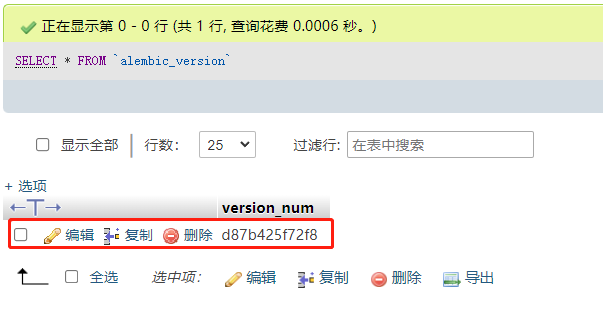 正在显示第 0 - 0 行 (共 1 行, 查询花费 0.0006 秒。)
SELECT * FROM `alembic_version`
显示全部 行数： 25 过滤行: 在表中搜索
+ 选项
←T→ version_num
编辑 复制 删除 d87b425f72f8
全选 选中项： 编辑 复制 删除 导出